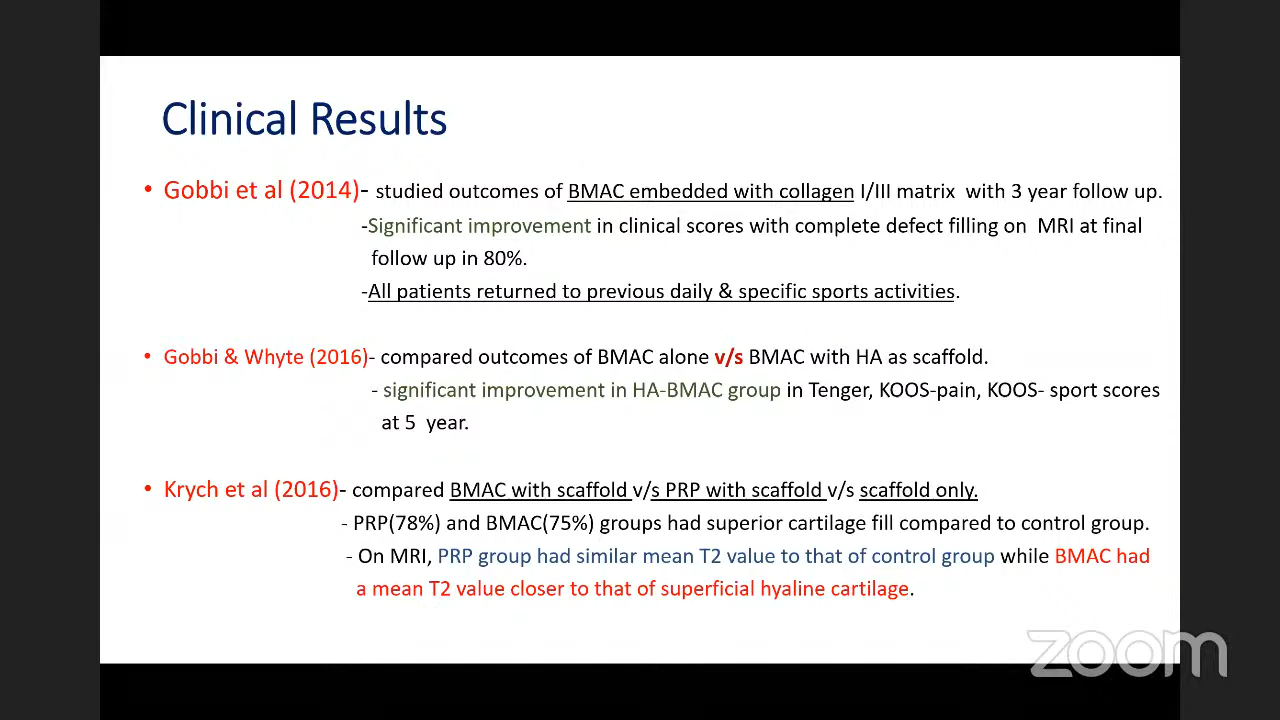 Clinical Results
• Gobbi et al (2014)- studied outcomes of BMAC embedded with collagen I/III matrix with 3 year follow up.
-Significant improvement in clinical scores with complete defect filling on MRI at final
follow up in 80%.
-All patients returned to previous daily & specific sports activities.
• Gobbi & Whyte (2016)- compared outcomes of BMAC alone v/s BMAC with HA as scaffold.
- significant improvement in HA-BMAC group in Tenger, KOOS-pain, KOOS- sport scores
at 5 year.
• Krych et al (2016)- compared BMAC with scaffold v/s PRP with scaffold v/s scaffold only.
- PRP(78%) and BMAC(75%) groups had superior cartilage fill compared to control group.
- On MRI, PRP group had similar mean T2 value to that of control group while BMAC had
a mean T2 value closer to that of superficial hyaline cartilage.
zoom